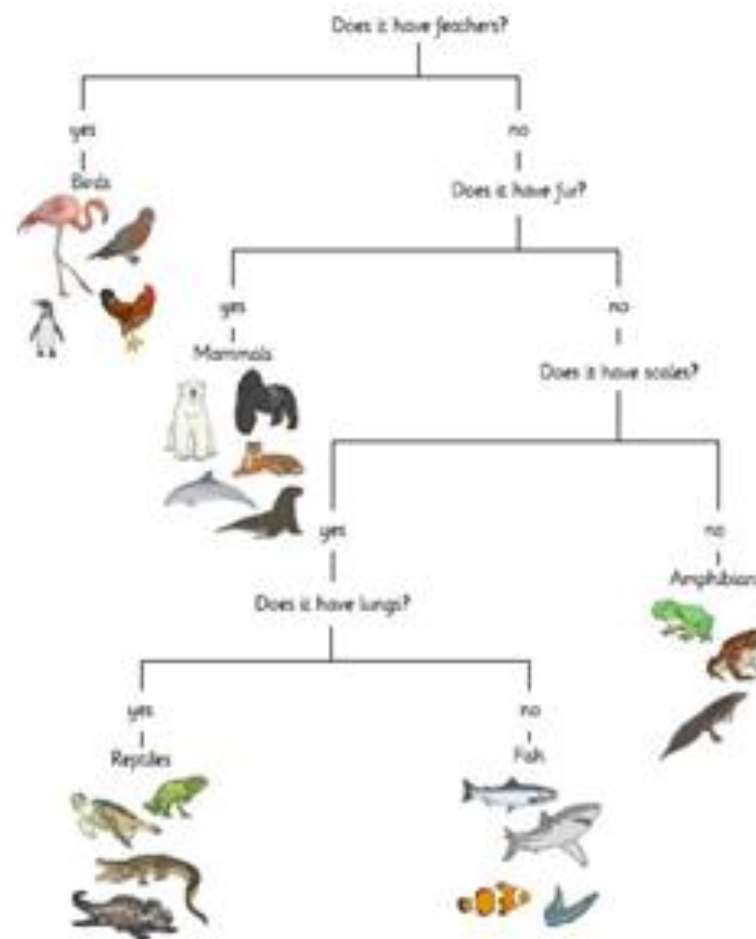 Does it have feathers?
yes
no
Birds
Does it have fur?
yes
no
Mammals
Does it have scales?
yes
no
Amphibian
Does it have lungs?
yes
no
Reptiles
Fish